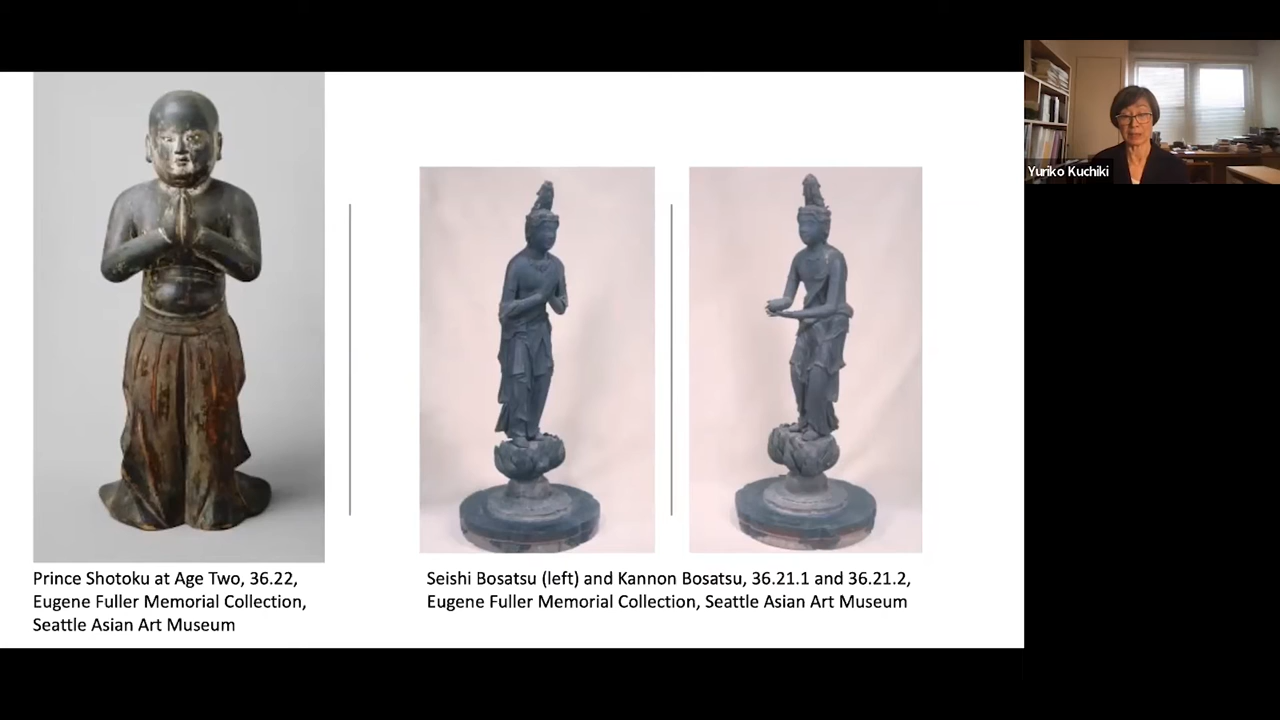 Yuriko Kuchiki
Prince Shotoku at Age Two, 36.22,
Eugene Fuller Memorial Collection,
Seattle Asian Art Museum
Seishi Bosatsu (left) and Kannon Bosatsu, 36.21.1 and 36.21.2,
Eugene Fuller Memorial Collection, Seattle Asian Art Museum